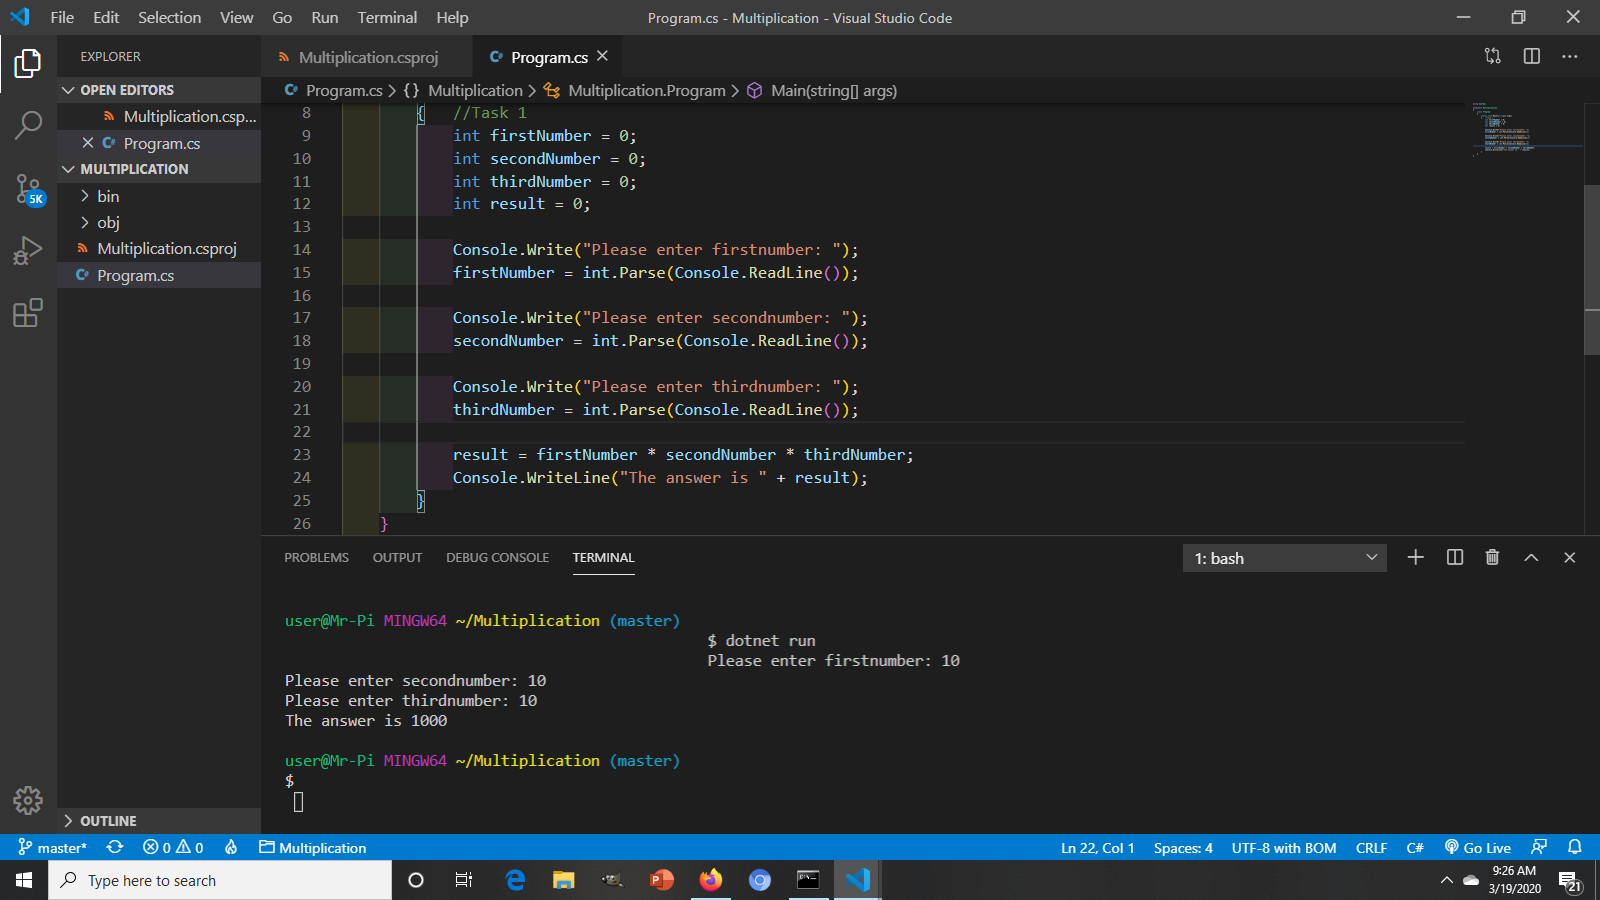 File Edit Selection View Go Run Terminal Help
Program.cs - Multiplication - Visual Studio Code
EXPLORER
OPEN EDITORS
Multiplication.csp...
Program.cs
MULTIPLICATION
bin
obj
Multiplication.csproj
Program.cs
OUTLINE
5K
Multiplication.csproj
Program.cs
Program.cs > {} Multiplication > Multiplication.Program > Main(string[] args)
8 { //Task 1
9 int firstNumber = 0;
10 int secondNumber = 0;
11 int thirdNumber = 0;
12 int result = 0;
13
14 Console.Write("Please enter firstnumber: ");
15 firstNumber = int.Parse(Console.ReadLine());
16
17 Console.Write("Please enter secondnumber: ");
18 secondNumber = int.Parse(Console.ReadLine());
19
20 Console.Write("Please enter thirdnumber: ");
21 thirdNumber = int.Parse(Console.ReadLine());
22
23 result = firstNumber * secondNumber * thirdNumber;
24 Console.WriteLine("The answer is " + result);
25 }
26 }
PROBLEMS OUTPUT DEBUG CONSOLE TERMINAL
1: bash
user@Mr-Pi MINGW64 ~/Multiplication (master)
$ dotnet run
Please enter firstnumber: 10
Please enter secondnumber: 10
Please enter thirdnumber: 10
The answer is 1000
user@Mr-Pi MINGW64 ~/Multiplication (master)
$
master* 0 0 Multiplication
Ln 22, Col 1 Spaces: 4 UTF-8 with BOM CRLF C# Go Live
Type here to search
9:26 AM
3/19/2020
21